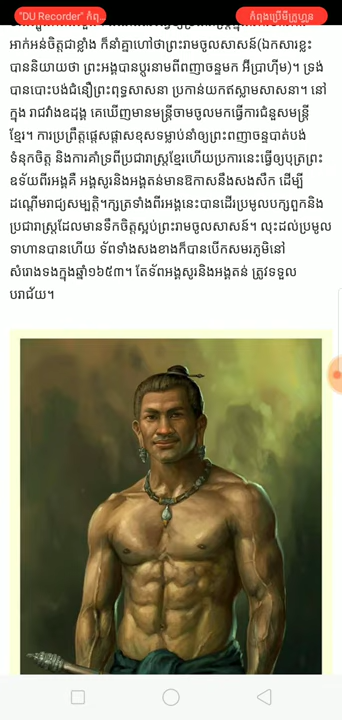 "DU Recorder" កំពុ...
កំពុងប្រើមីក្រូហ្វូន
អាក់អន់ចិត្តជាខ្លាំង ក៏នាំគ្នាហៅថាព្រះរាមចូលសាសន៍(ឯកសារខ្លះ
បាននិយាយថា ព្រះអង្គបានប្តូរនាមពីពញាចន្ទមក អ៊ីប្រាហ៊ីម)។ ទ្រង់
បានបោះបង់ជំនឿព្រះពុទ្ធសាសនា ប្រកាន់យកឥស្លាមសាសនា។ នៅ
ក្នុង រាជវាំងឧដុង្គ គេឃើញមានមន្ត្រីចាមចូលមកធ្វើការជំនួសមន្ត្រី
ខ្មែរ។ ការប្រព្រឹត្តផ្តេសផ្តាសខុសទម្លាប់នាំឲ្យព្រះពញាចន្ទបាត់បង់
ទំនុកចិត្ត និងការគាំទ្រពីប្រជារាស្ត្រខ្មែរហើយប្រការនេះធ្វើឲ្យបុត្រព្រះ
ឧទ័យពីរអង្គគឺ អង្គសូរនិងអង្គតន់មានឱកាសនឹងសងសឹក ដើម្បី
ដណ្តើមរាជ្យសម្បត្តិ។ក្សត្រទាំងពីរអង្គនេះបានដើរប្រមូលបក្សពួកនិង
ប្រជារាស្ត្រដែលមានទឹកចិត្តស្អប់ព្រះរាមចូលសាសន៍។ លុះដល់ប្រមូល
ទាហានបានហើយ ទ័ពទាំងសងខាងក៏បានបើកសមរភូមិនៅ
សំរោងទងក្នុងឆ្នាំ១៦៥៣។ តែទ័ពអង្គសូរនិងអង្គតន់ ត្រូវទទួល
បរាជ័យ។